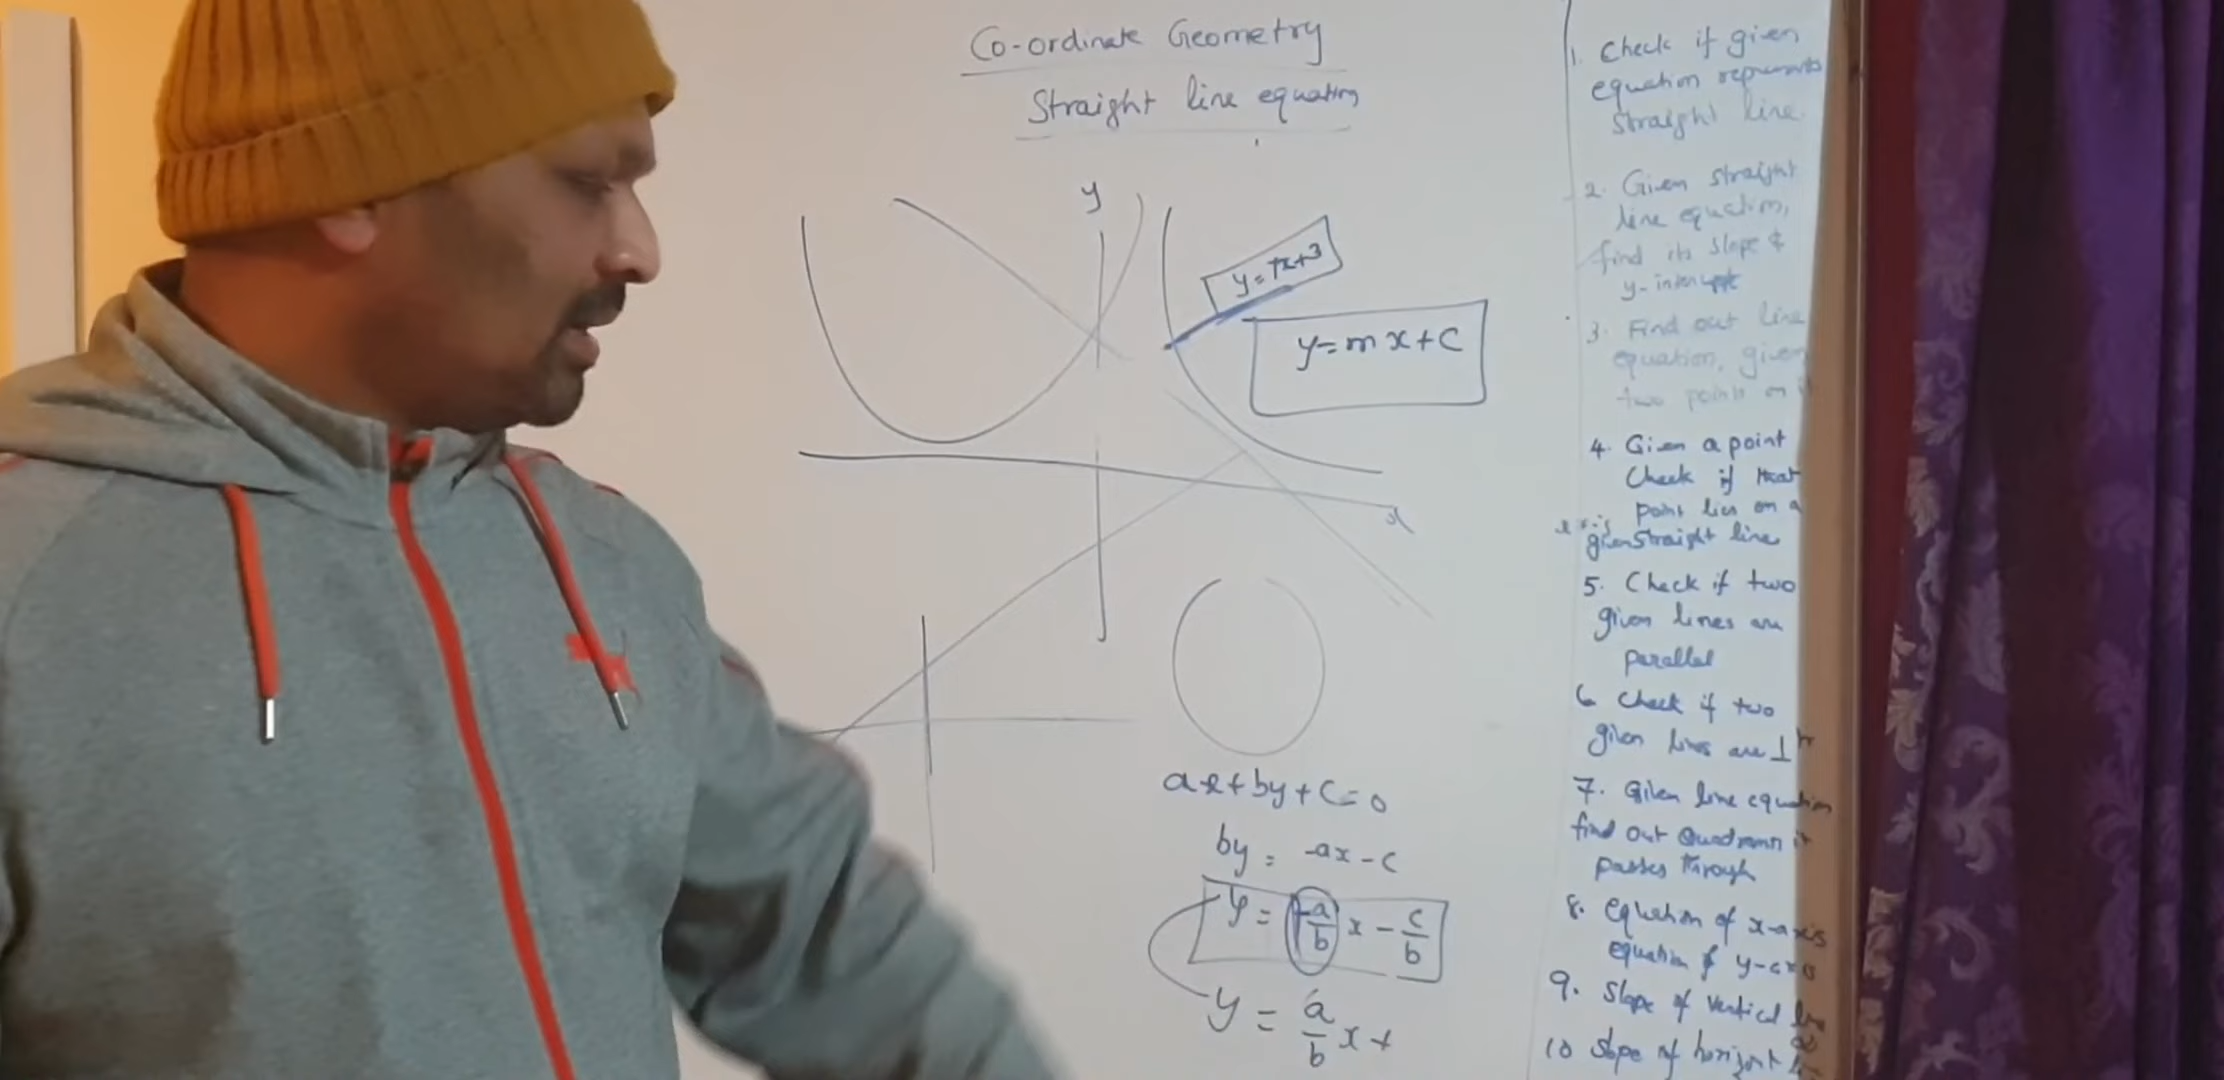 Co-ordinate Geometry
Straight line equation
y
y=7x+3
y=mx+c
x
ax+by+c=0
by = -ax-c
y = -a/b x - c/b
y = a/b x +
1. Check if given
equation represents
straight line.
2. Given straight
line equation,
find its slope &
y-intercept
3. Find out line
equation, given
two points on it
4. Given a point
Check if that
point lies on a
given straight line
5. Check if two
given lines are
parallel
6 Check if two
given lines are ⊥r
7. Given line equation
find out Quadrann it
passes through
8. equation of x-axis
equation of y-axis
9. slope of vertical
10 slope of horizont